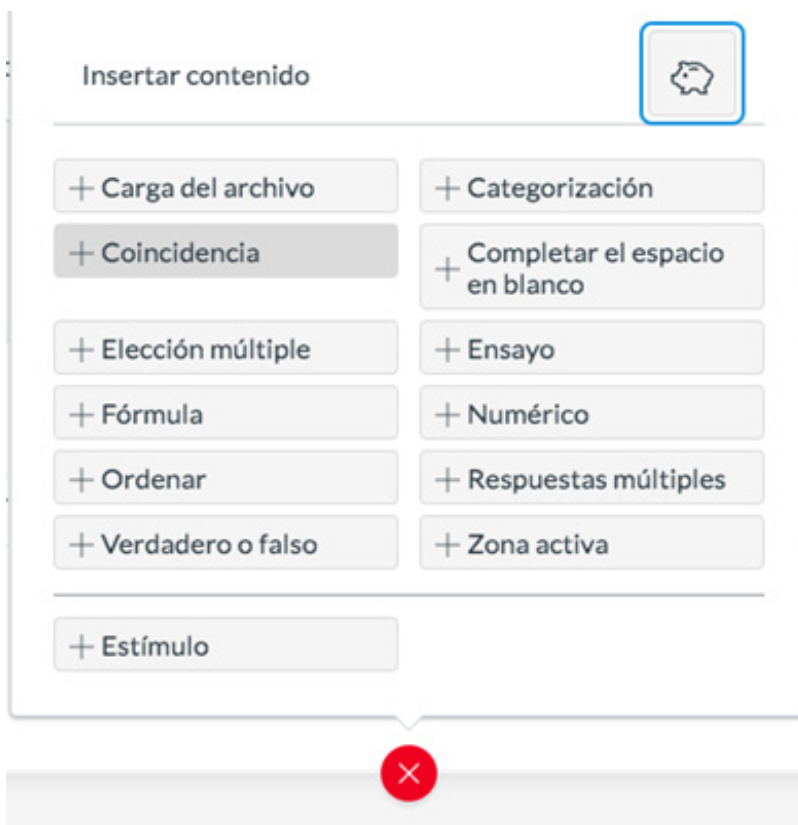 Insertar contenido
Carga del archivo
Categorización
Coincidencia
Completar el espacio
en blanco
Elección múltiple
Ensayo
Fórmula
Numérico
Ordenar
Respuestas múltiples
Verdadero o falso
Zona activa
Estímulo